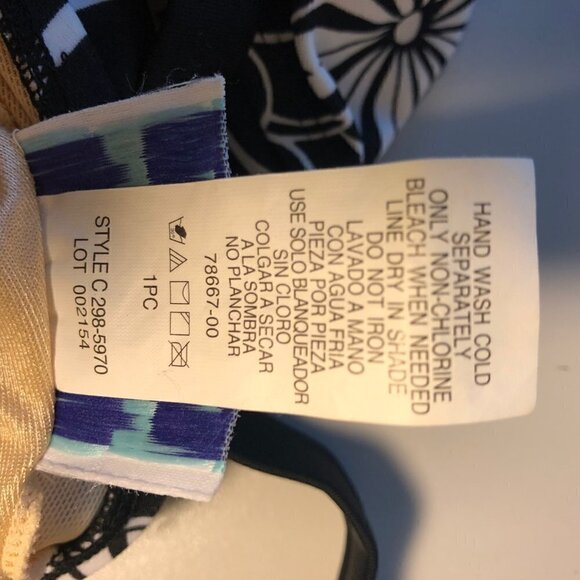 HAND WASH COLD
SEPARATELY
ONLY NON-CHLORINE
BLEACH WHEN NEEDED
LINE DRY IN SHADE
DO NOT IRON
LAVADO A MANO
CON AGUA FRIA
PIEZA POR PIEZA
USE SOLO BLANQUEADOR
SIN CLORO
COLGAR A SECAR
A LA SOMBRA
NO PLANCHAR
78667-00
1PC
STYLE C 298-5970
LOT 002154